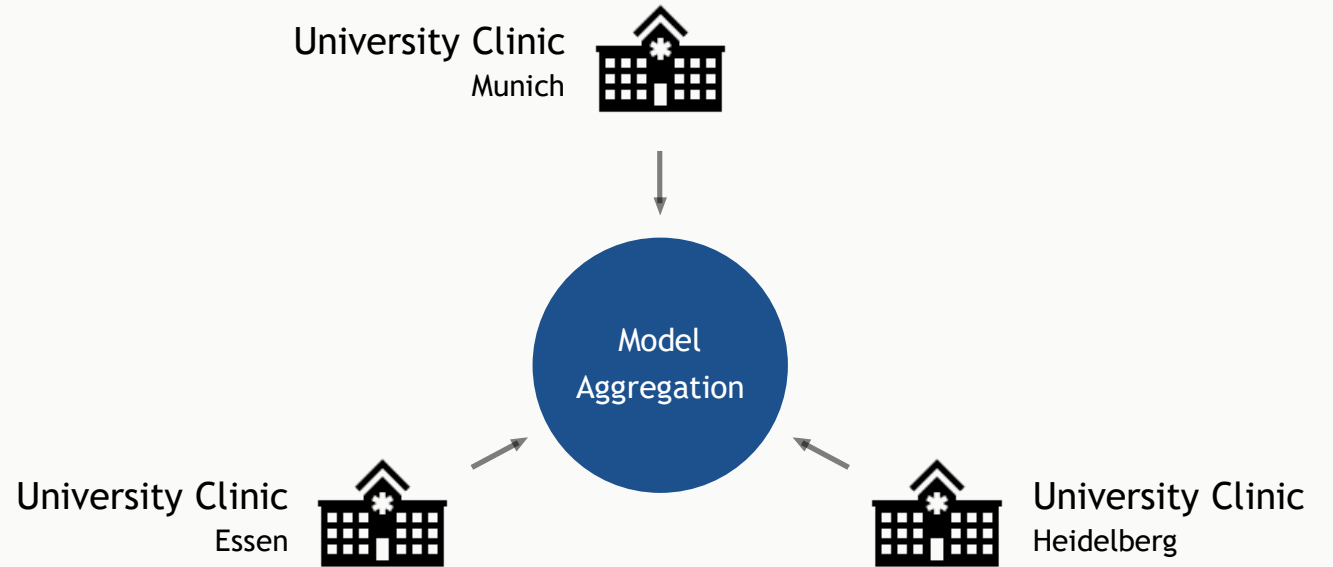 University Clinic
Munich
Model
Aggregation
University Clinic
Essen
University Clinic
Heidelberg